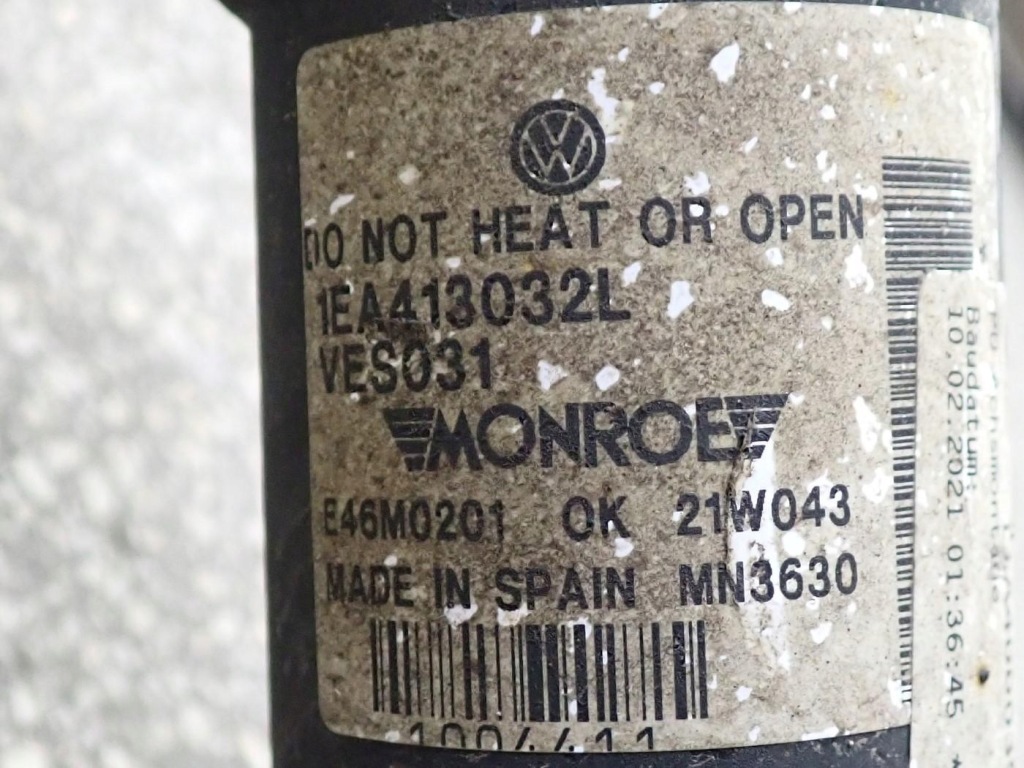 DO NOT HEAT OR OPEN
1EA413032L
VES031
MONROE
E46M0201 OK 21W043
MADE IN SPAIN MN3630
1004411
Baudatum:
10.02.2021 01:36:45 *